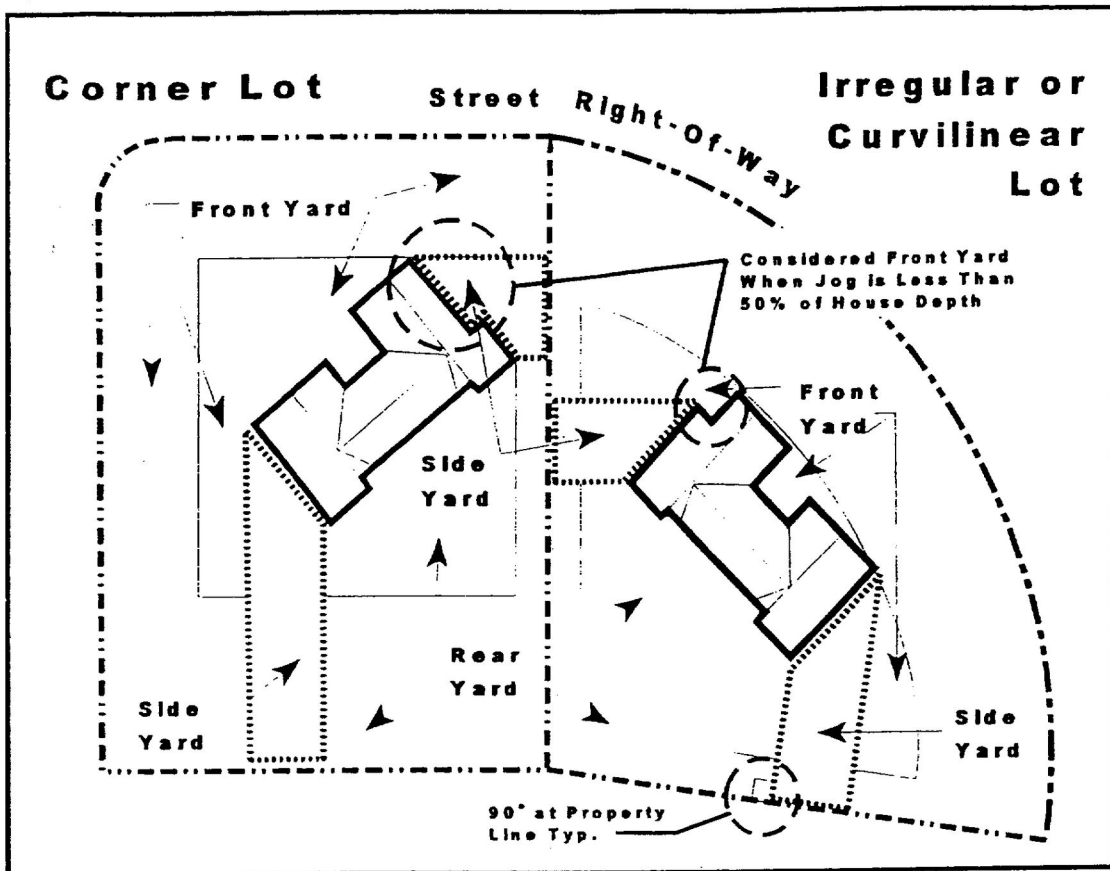 Corner Lot
Street Right-Of-Way
Irregular or
Curvilinear
Lot
Front Yard
Considered Front Yard
When Jog is Less Than
50% of House Depth
Front
Yard
Side
Yard
Rear
Yard
Side
Yard
Side
Yard
90° at Property
Line Typ.